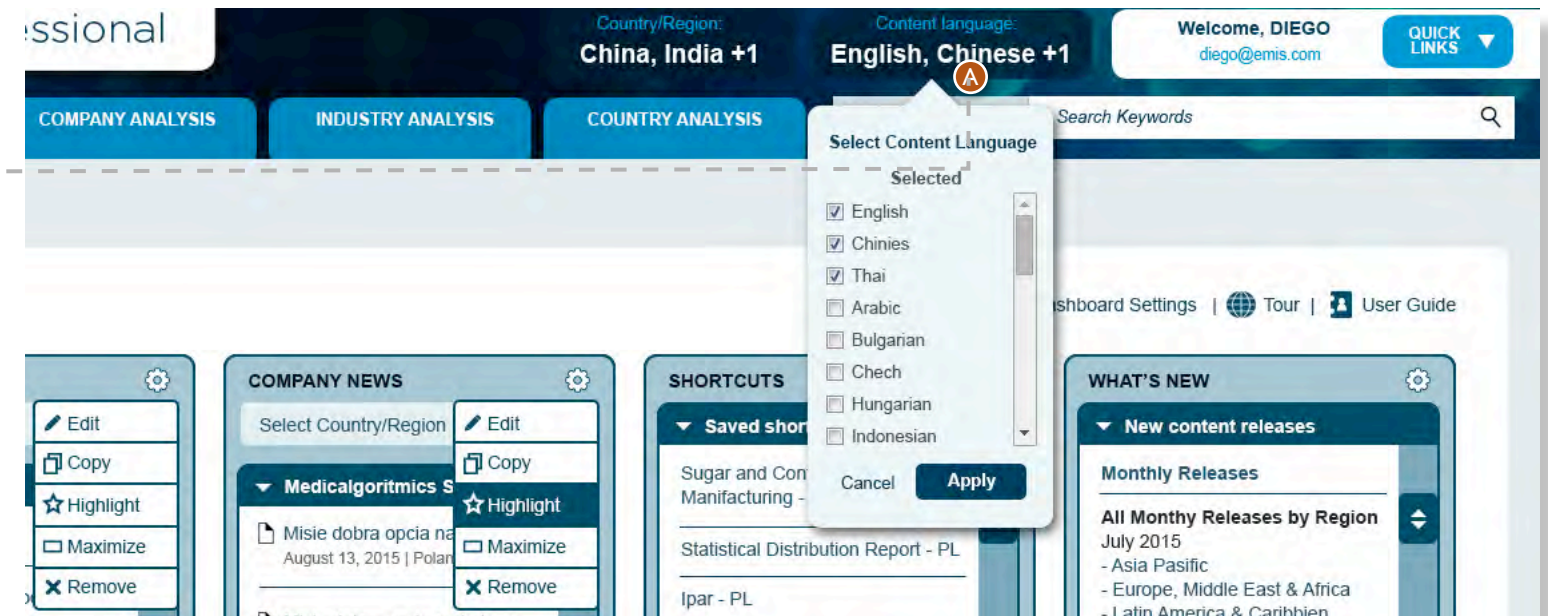 ssional
Country/Region:
China, India +1
Content language:
English, Chinese +1
A
Welcome, DIEGO
diego@emis.com
QUICK
LINKS
COMPANY ANALYSIS
INDUSTRY ANALYSIS
COUNTRY ANALYSIS
Search Keywords
Select Content Language
Selected
English
Chinies
Thai
Arabic
Bulgarian
Chech
Hungarian
Indonesian
Cancel
Apply
shboard Settings | Tour | User Guide
Edit
Copy
Highlight
Maximize
Remove
COMPANY NEWS
Select Country/Region
Medicalgoritmics S
Misie dobra opcia na
August 13, 2015 | Polan
Edit
Copy
Highlight
Maximize
Remove
SHORTCUTS
Saved shor
Sugar and Con
Manifacturing -
Statistical Distribution Report - PL
Ipar - PL
WHAT'S NEW
New content releases
Monthly Releases
All Monthy Releases by Region
July 2015
- Asia Pasific
- Europe, Middle East & Africa
- Latin America & Caribbien